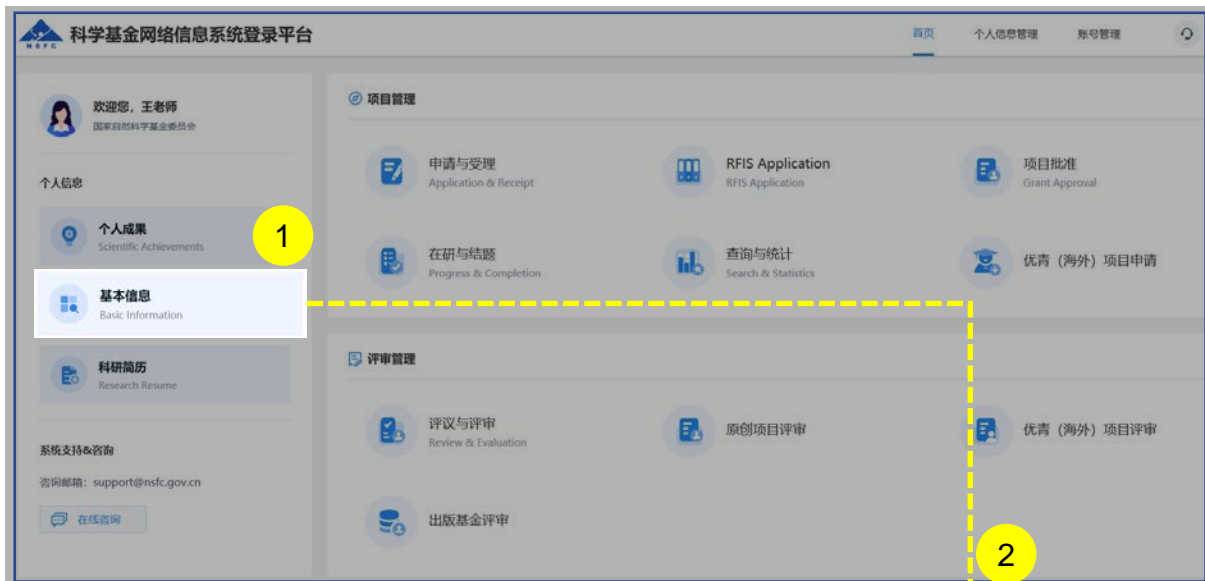 NSFC
科学基金网络信息系统登录平台
首页 个人信息管理 账号管理
欢迎您，王老师
国家自然科学基金委员会
个人信息
个人成果
Scientific Achievements
1
基本信息
Basic Information
科研简历
Research Resume
系统支持&咨询
咨询邮箱：support@nsfc.gov.cn
在线咨询
项目管理
申请与受理
Application & Receipt
RFIS Application
RFIS Application
项目批准
Grant Approval
在研与结题
Progress & Completion
查询与统计
Search & Statistics
优青（海外）项目申请
评审管理
评议与评审
Review & Evaluation
原创项目评审
优青（海外）项目评审
出版基金评审
2